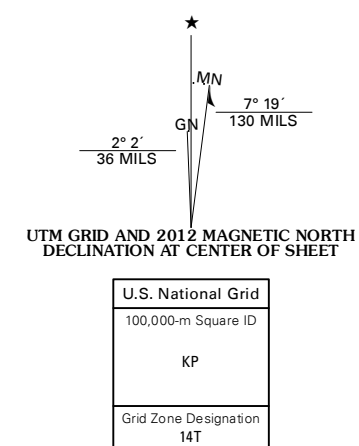 ★
MN
7° 19´
130 MILS
GN
2° 2´
36 MILS
UTM GRID AND 2012 MAGNETIC NORTH
DECLINATION AT CENTER OF SHEET
U.S. National Grid
100,000-m Square ID
KP
Grid Zone Designation
14T